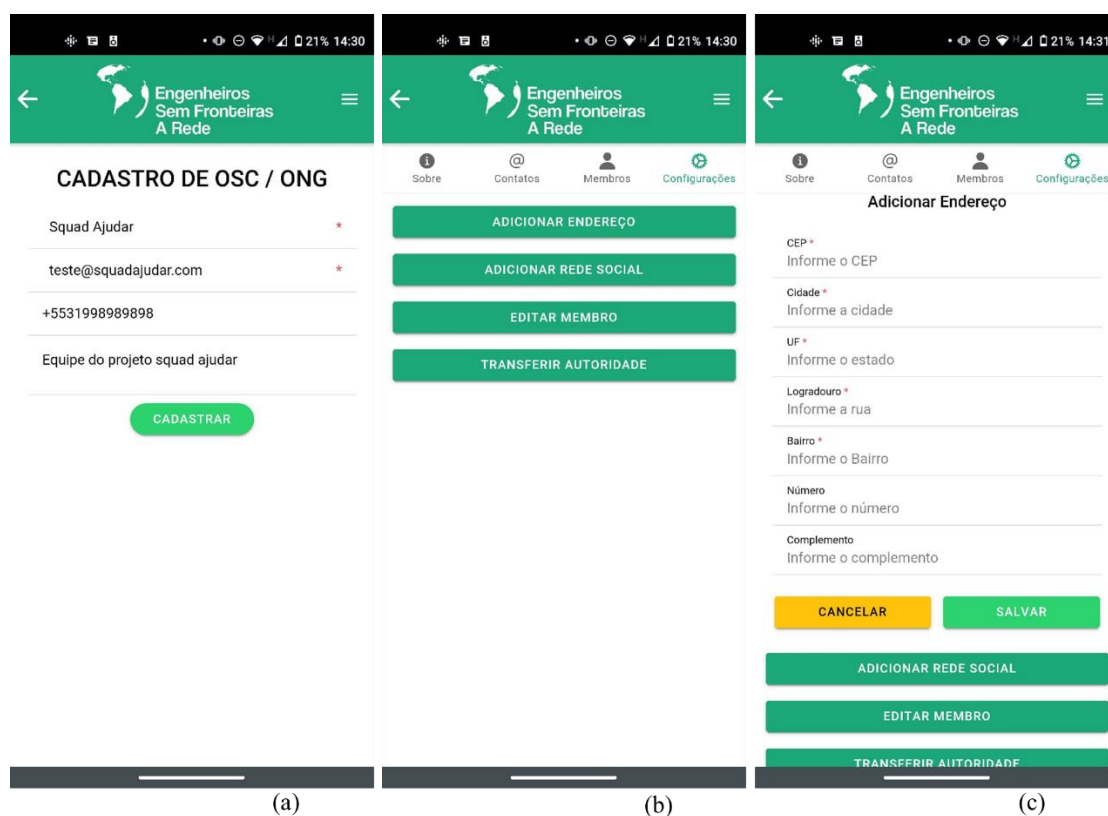 21% 14:30
Engenheiros
Sem Fronteiras
A Rede
CADASTRO DE OSC / ONG
Squad Ajudar *
teste@squadajudar.com *
+5531998989898
Equipe do projeto squad ajudar
CADASTRAR
(a)
H 21% 14:30
Engenheiros
Sem Fronteiras
A Rede
Sobre @ Contatos Membros Configurações
ADICIONAR ENDEREÇO
ADICIONAR REDE SOCIAL
EDITAR MEMBRO
TRANSFERIR AUTORIDADE
(b)
H 21% 14:31
Engenheiros
Sem Fronteiras
A Rede
Sobre @ Contatos Membros Configurações
Adicionar Endereço
CEP *
Informe o CEP
Cidade *
Informe a cidade
UF *
Informe o estado
Logradouro *
Informe a rua
Bairro *
Informe o Bairro
Número
Informe o número
Complemento
Informe o complemento
CANCELAR SALVAR
ADICIONAR REDE SOCIAL
EDITAR MEMBRO
TRANSFERIR AUTORIDADE
(c)